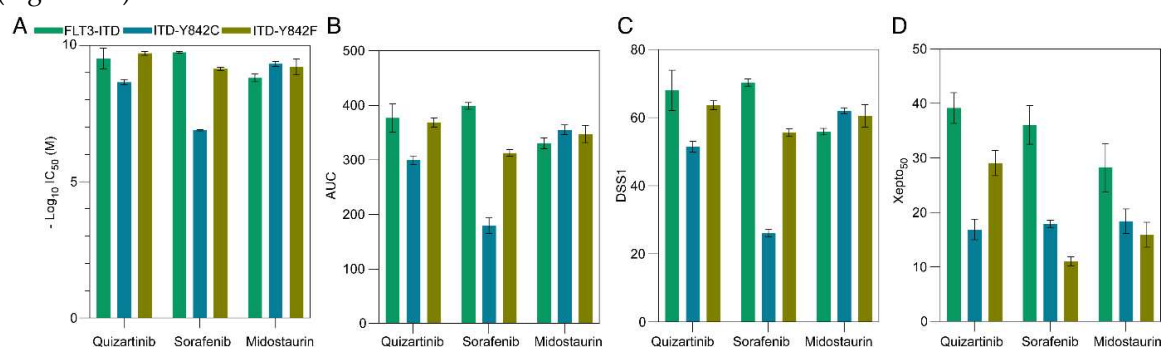 A FLT3-ITD ITD-Y842C ITD-Y842F B C D
10
5
0
- Log10 IC50 (M)
Quizartinib Sorafenib Midostaurin
500
400
300
200
100
0
AUC
Quizartinib Sorafenib Midostaurin
80
60
40
20
0
DSS1
Quizartinib Sorafenib Midostaurin
50
40
30
20
10
0
Xepto50
Quizartinib Sorafenib Midostaurin